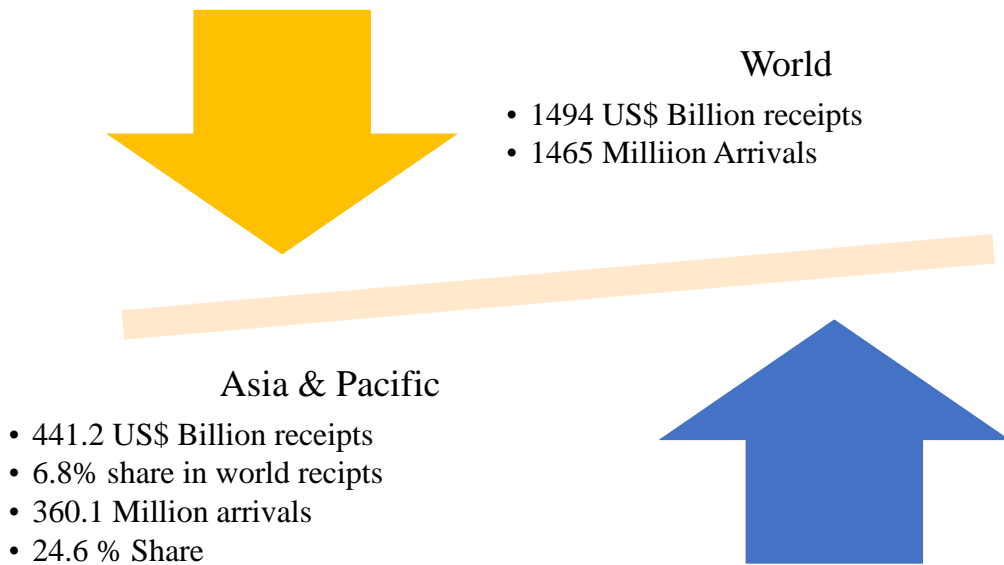 World
• 1494 US$ Billion receipts
• 1465 Milliion Arrivals
Asia & Pacific
• 441.2 US$ Billion receipts
• 6.8% share in world recipts
• 360.1 Million arrivals
• 24.6 % Share